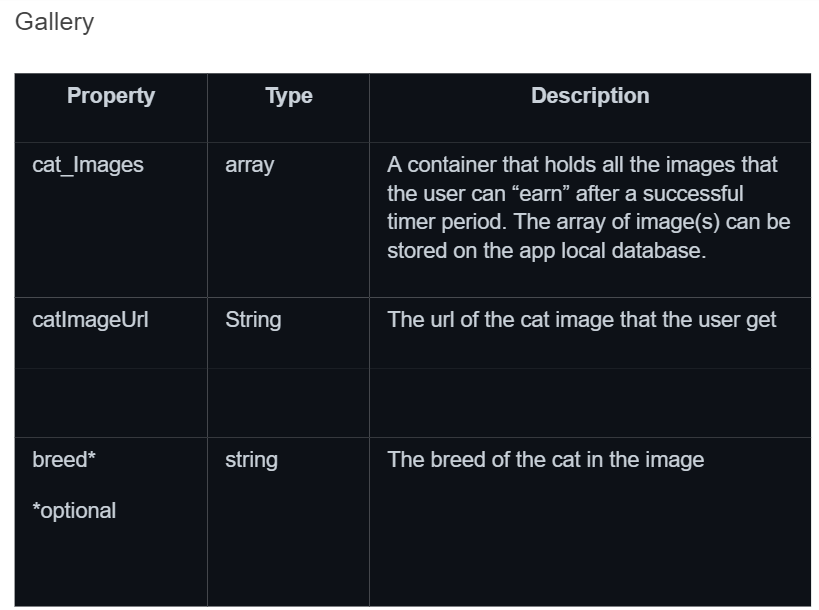 Gallery
Property Type Description
cat_Images array A container that holds all the images that
the user can “earn” after a successful
timer period. The array of image(s) can be
stored on the app local database.
catImageUrl String The url of the cat image that the user get
breed* string The breed of the cat in the image
*optional